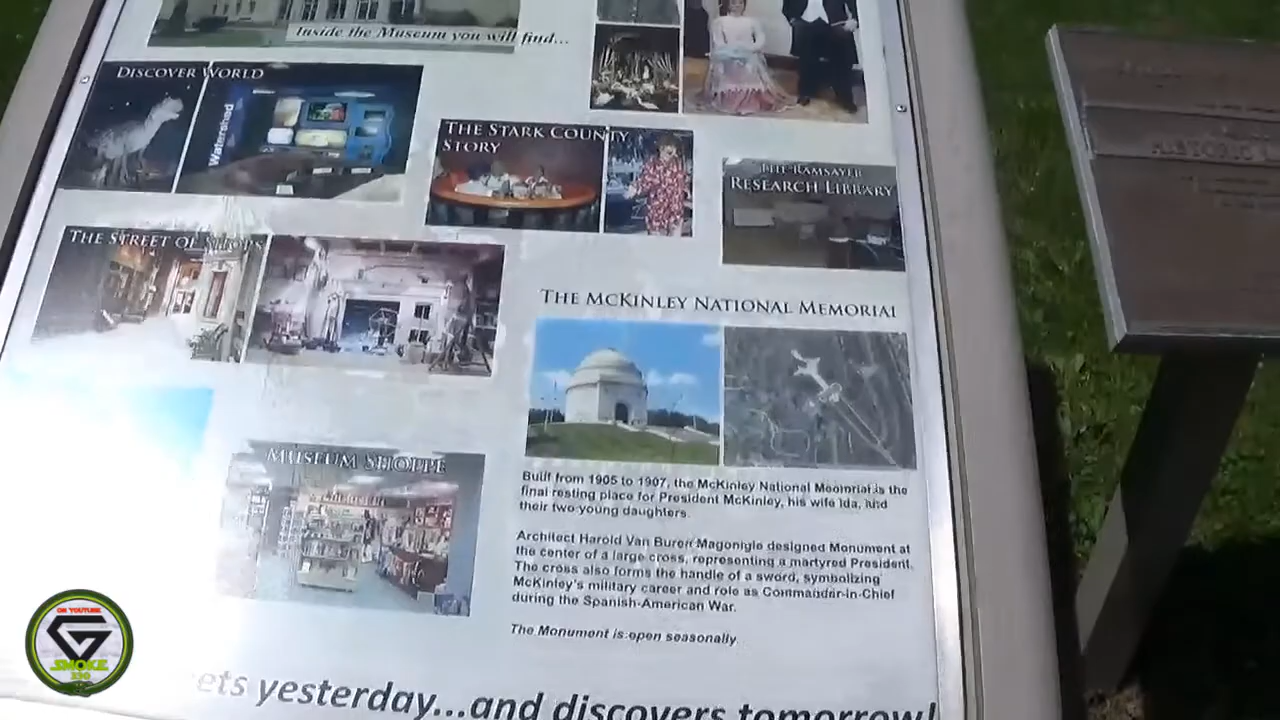 Inside the Museum you will find...
DISCOVER WORLD
Watershed
THE STARK COUNTY
STORY
RAMSAYER
RESEARCH LIBRARY
THE STREET OF SHOPS
HISTORIC
THE MCKINLEY NATIONAL MEMORIAL
MUSEUM SHOPPE
Built from 1905 to 1907, the McKinley National Memorial is the
final resting place for President McKinley, his wife Ida, and
their two young daughters.
Architect Harold Van Buren Magonigle designed Monument at
the center of a large cross, representing a martyred President.
The cross also forms the handle of a sword, symbolizing
McKinley's military career and role as Commander-in-Chief
during the Spanish-American War.
The Monument is open seasonally.
ets yesterday...and discovers tomorrow!
ON YOUTUBE
G
SMOKE